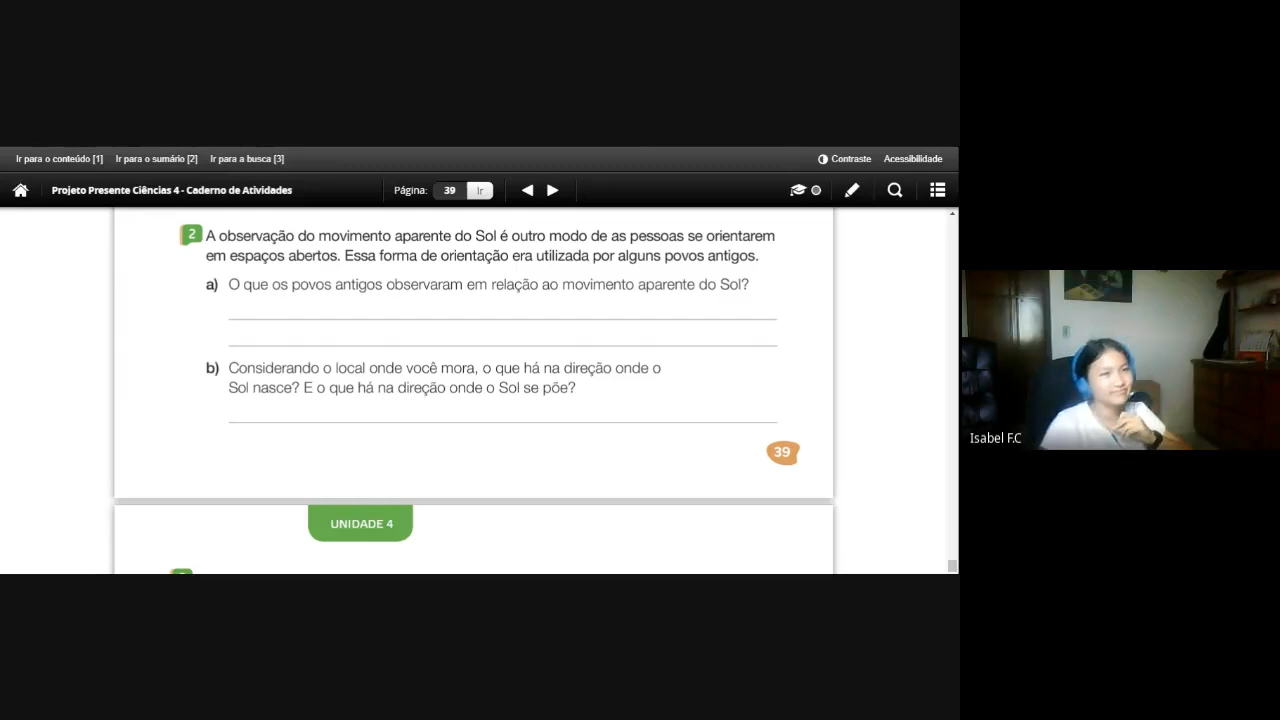 Ir para o conteúdo [1] Ir para o sumário [2] Ir para a busca [3] Contraste Acessibilidade
Projeto Presente Ciências 4 - Caderno de Atividades Página: 39 Ir
2 A observação do movimento aparente do Sol é outro modo de as pessoas se orientarem
em espaços abertos. Essa forma de orientação era utilizada por alguns povos antigos.
a) O que os povos antigos observaram em relação ao movimento aparente do Sol?
b) Considerando o local onde você mora, o que há na direção onde o
Sol nasce? E o que há na direção onde o Sol se põe?
39
UNIDADE 4
Isabel F.C